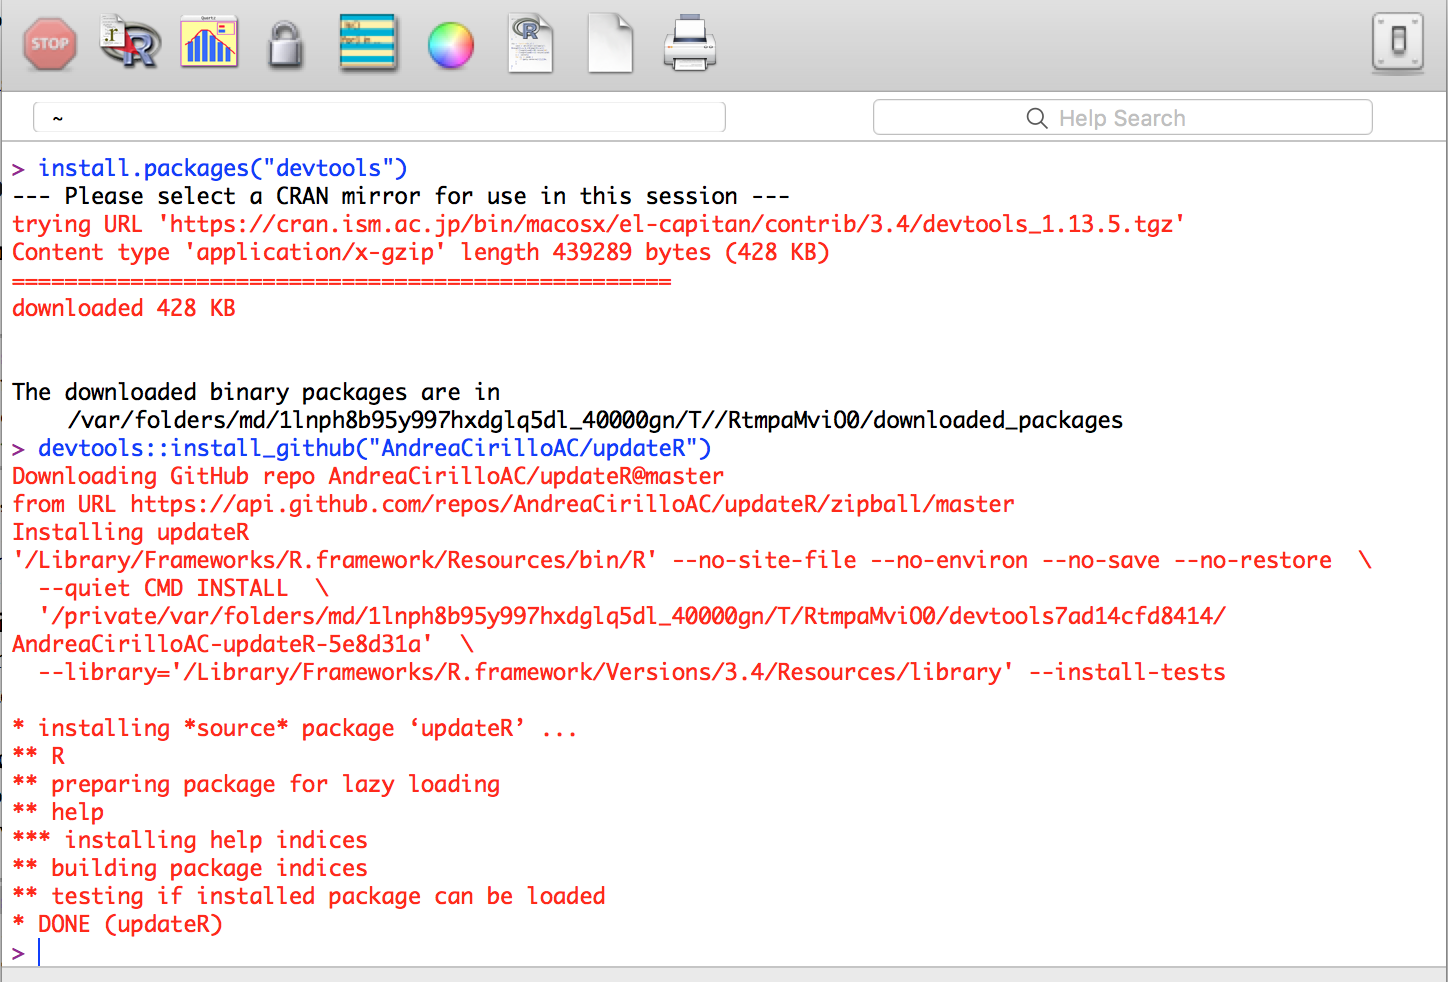 STOP
~
Help Search
> install.packages("devtools")
--- Please select a CRAN mirror for use in this session ---
trying URL 'https://cran.ism.ac.jp/bin/macosx/el-capitan/contrib/3.4/devtools_1.13.5.tgz'
Content type 'application/x-gzip' length 439289 bytes (428 KB)
==================================================
downloaded 428 KB
The downloaded binary packages are in
/var/folders/md/1lnph8b95y997hxdglq5dl_40000gn/T//RtmpaMviO0/downloaded_packages
> devtools::install_github("AndreaCirilloAC/updateR")
Downloading GitHub repo AndreaCirilloAC/updateR@master
from URL https://api.github.com/repos/AndreaCirilloAC/updateR/zipball/master
Installing updateR
'/Library/Frameworks/R.framework/Resources/bin/R' --no-site-file --no-environ --no-save --no-restore \
--quiet CMD INSTALL \
'/private/var/folders/md/1lnph8b95y997hxdglq5dl_40000gn/T/RtmpaMviO0/devtools7ad14cfd8414/
AndreaCirilloAC-updateR-5e8d31a' \
--library='/Library/Frameworks/R.framework/Versions/3.4/Resources/library' --install-tests
* installing *source* package ‘updateR’ ...
** R
** preparing package for lazy loading
** help
*** installing help indices
** building package indices
** testing if installed package can be loaded
* DONE (updateR)
>